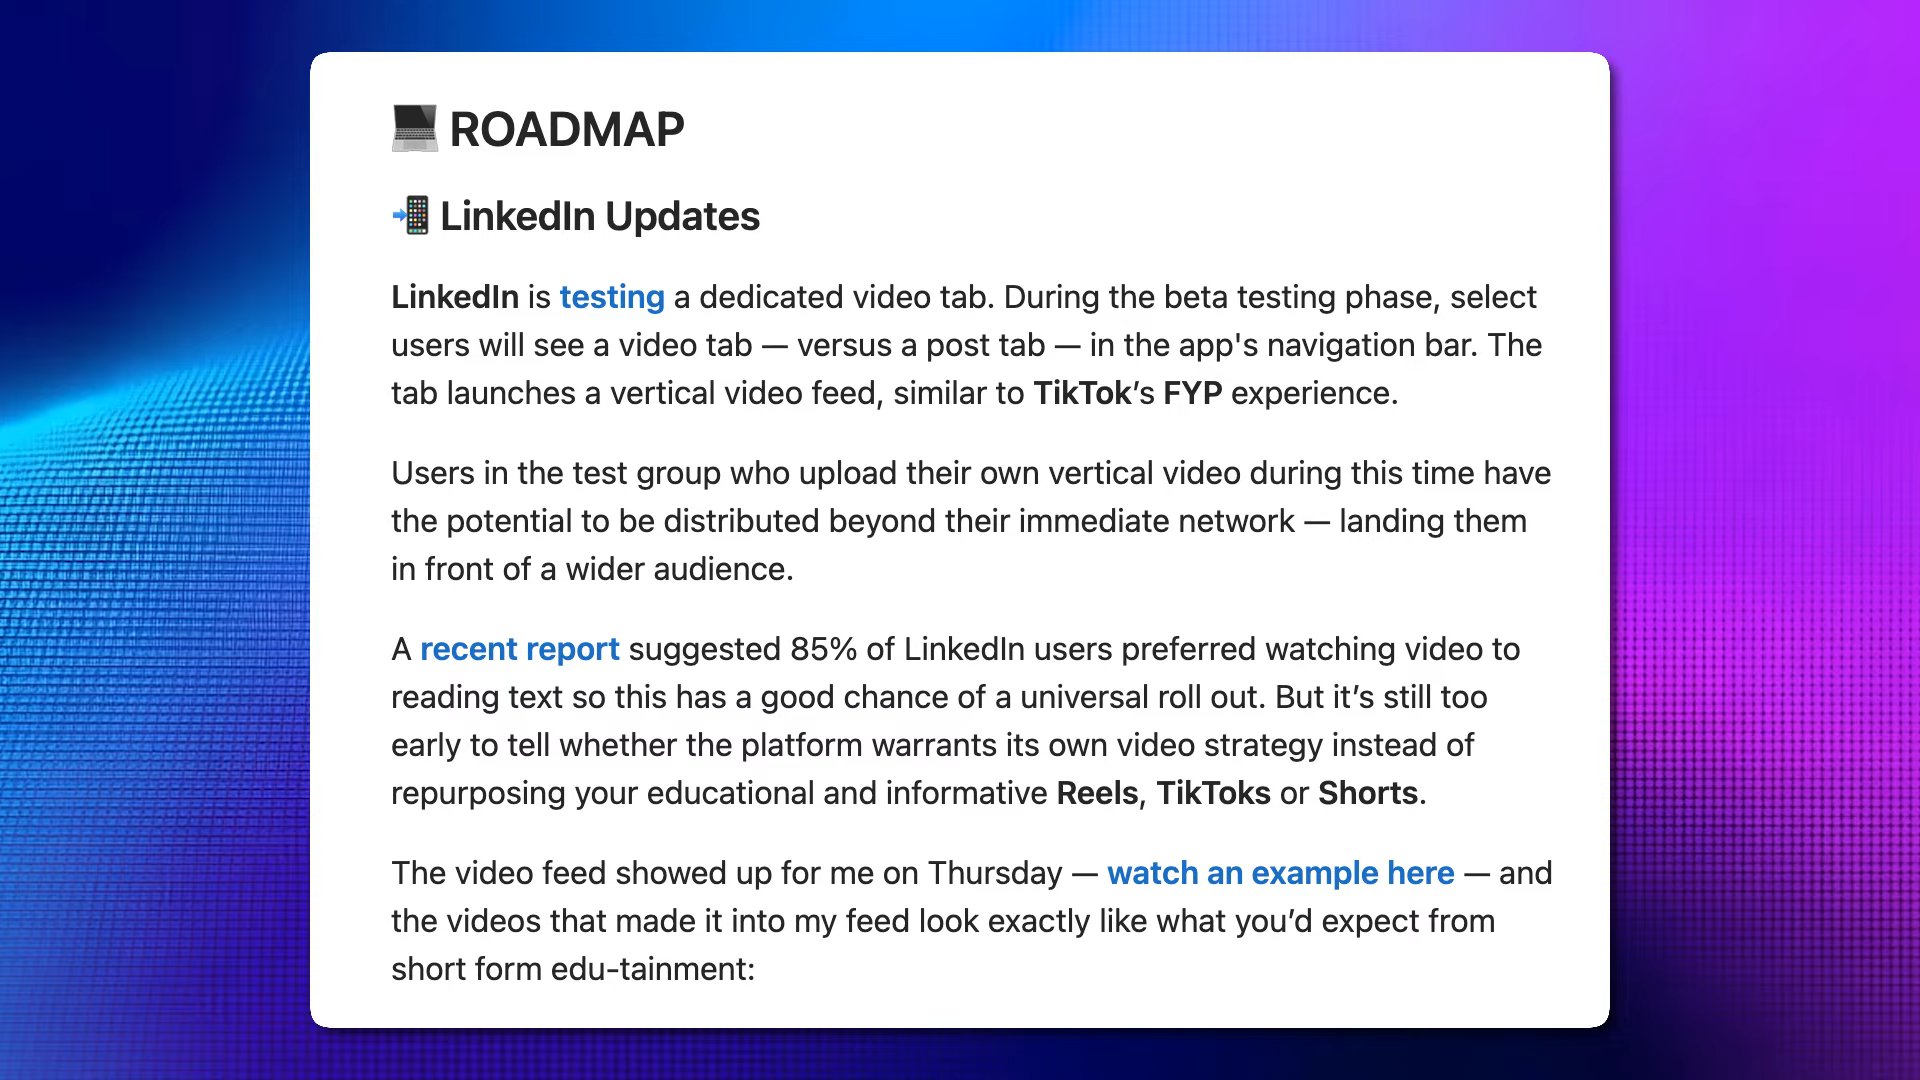 ROADMAP
LinkedIn Updates
LinkedIn is testing a dedicated video tab. During the beta testing phase, select
users will see a video tab — versus a post tab — in the app's navigation bar. The
tab launches a vertical video feed, similar to TikTok’s FYP experience.
Users in the test group who upload their own vertical video during this time have
the potential to be distributed beyond their immediate network — landing them
in front of a wider audience.
A recent report suggested 85% of LinkedIn users preferred watching video to
reading text so this has a good chance of a universal roll out. But it’s still too
early to tell whether the platform warrants its own video strategy instead of
repurposing your educational and informative Reels, TikToks or Shorts.
The video feed showed up for me on Thursday — watch an example here — and
the videos that made it into my feed look exactly like what you’d expect from
short form edu-tainment: